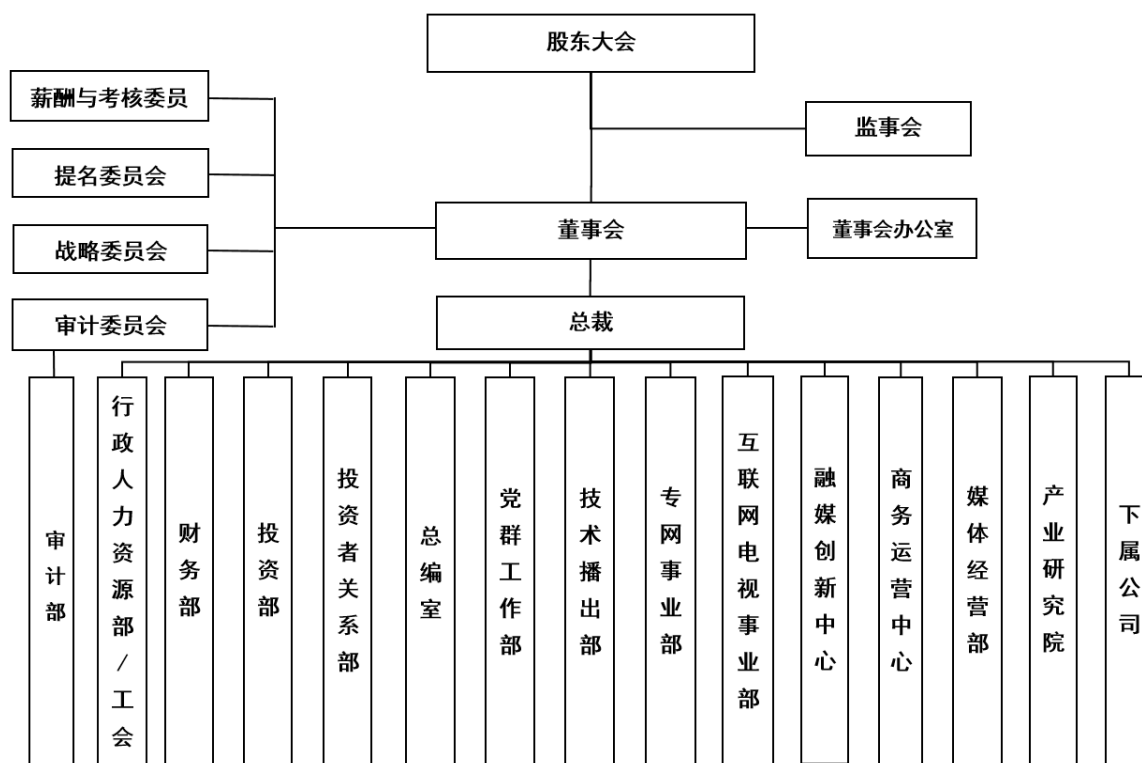 股东大会
薪酬与考核委员
监事会
提名委员会
董事会
董事会办公室
战略委员会
总裁
审计委员会
审计部
行政人力资源部/工会
财务部
投资部
投资者关系部
总编室
党群工作部
技术播出部
专网事业部
互联网电视事业部
融媒创新中心
商务运营中心
媒体经营部
产业研究院
下属公司